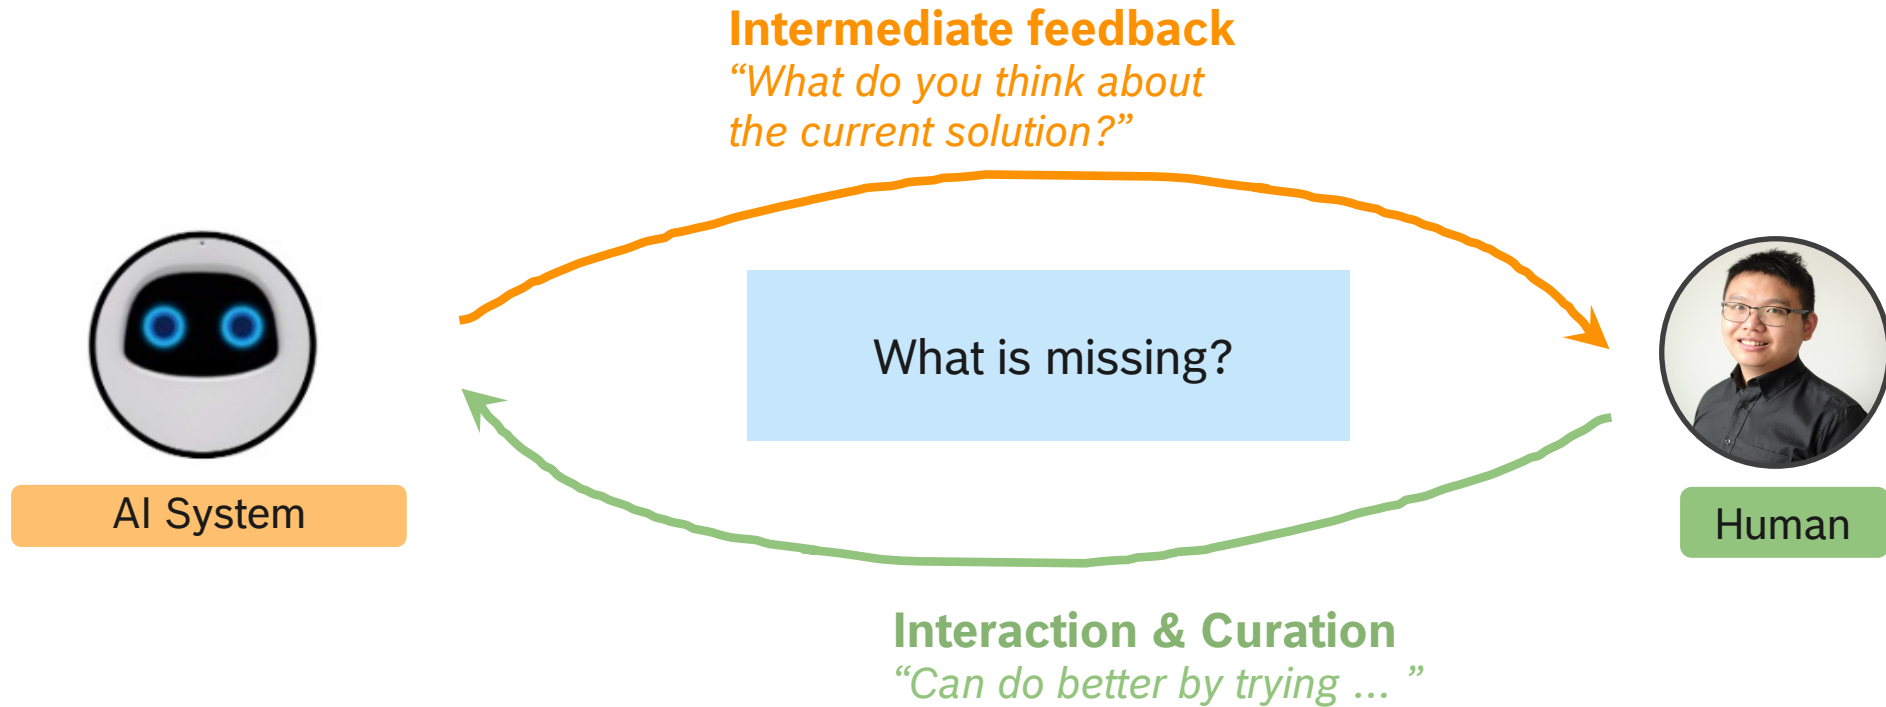 Intermediate feedback
“What do you think about
the current solution?”
What is missing?
AI System
Human
Interaction & Curation
“Can do better by trying ... ”